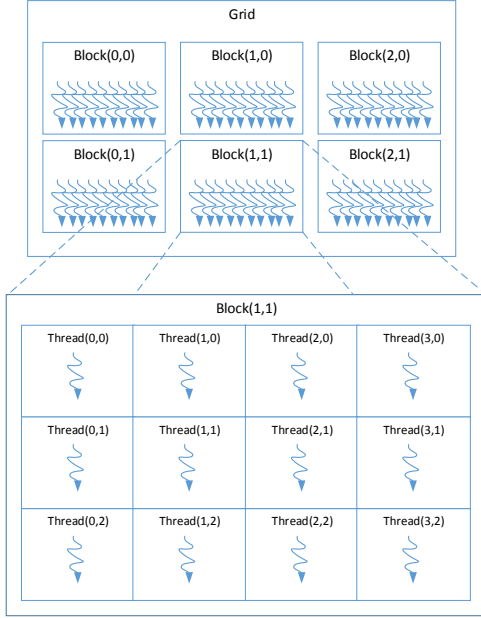 Grid
Block(0,0) Block(1,0) Block(2,0)
Block(0,1) Block(1,1) Block(2,1)
Block(1,1)
Thread(0,0) Thread(1,0) Thread(2,0) Thread(3,0)
Thread(0,1) Thread(1,1) Thread(2,1) Thread(3,1)
Thread(0,2) Thread(1,2) Thread(2,2) Thread(3,2)